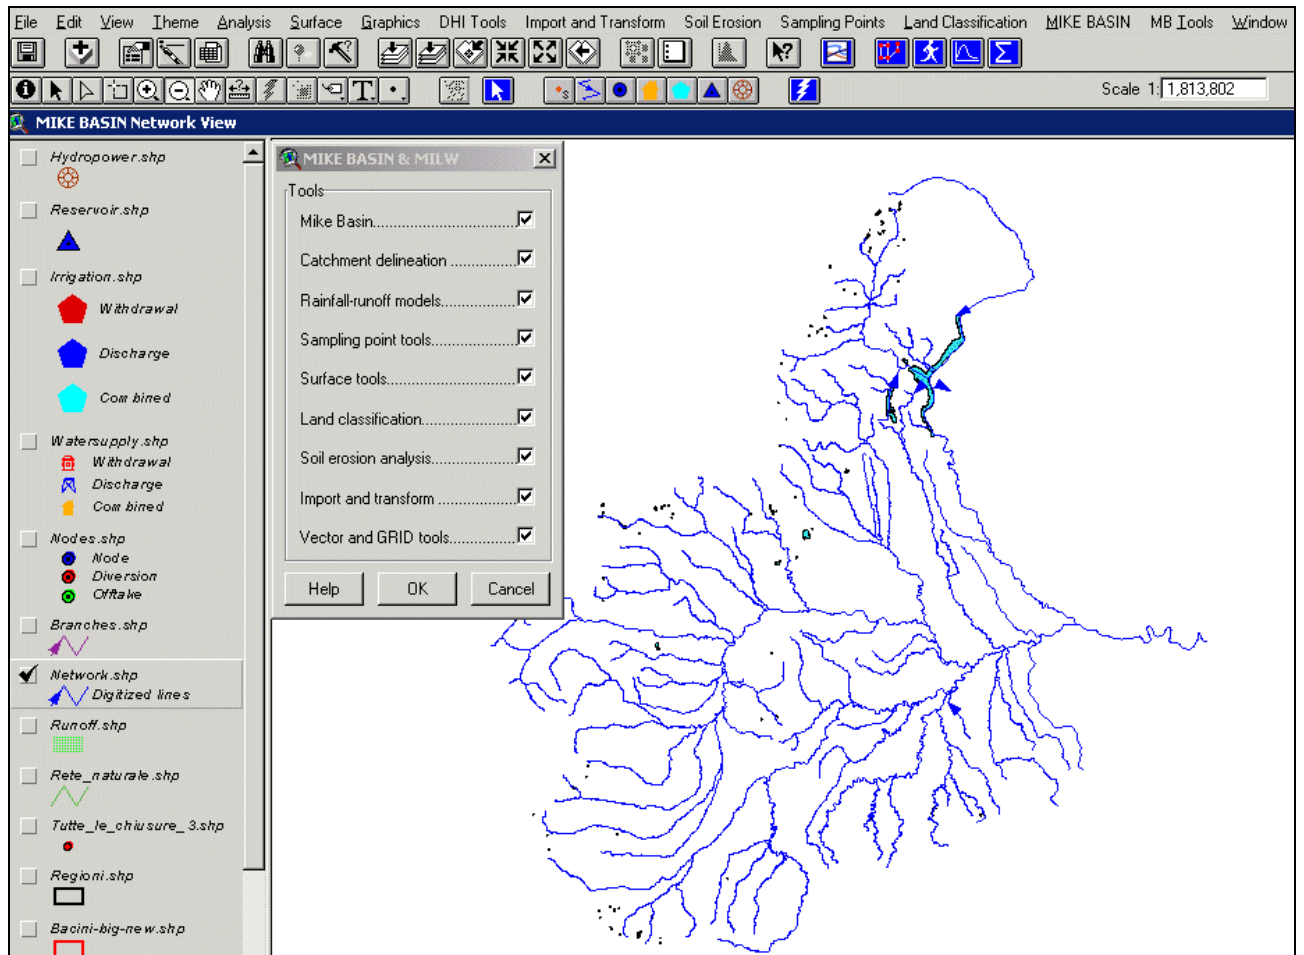 File Edit View Theme Analysis Surface Graphics DHI Tools Import and Transform Soil Erosion Sampling Points Land Classification MIKE BASIN MB Tools Window
Scale 1: 1,813,802
MIKE BASIN Network View
Hydropower.shp
Reservoir.shp
Irrigation.shp
Withdrawal
Discharge
Combined
Watersupply.shp
Withdrawal
Discharge
Combined
Nodes.shp
Node
Diversion
Offtake
Branches.shp
Network.shp
Digitized lines
Runoff.shp
Rete_naturale.shp
Tutte_le_chiusure_3.shp
Regioni.shp
Bacini-big-new.shp
MIKE BASIN & MILW
Tools
Mike Basin
Catchment delineation
Rainfall-runoff models
Sampling point tools
Surface tools
Land classification
Soil erosion analysis
Import and transform
Vector and GRID tools
Help OK Cancel